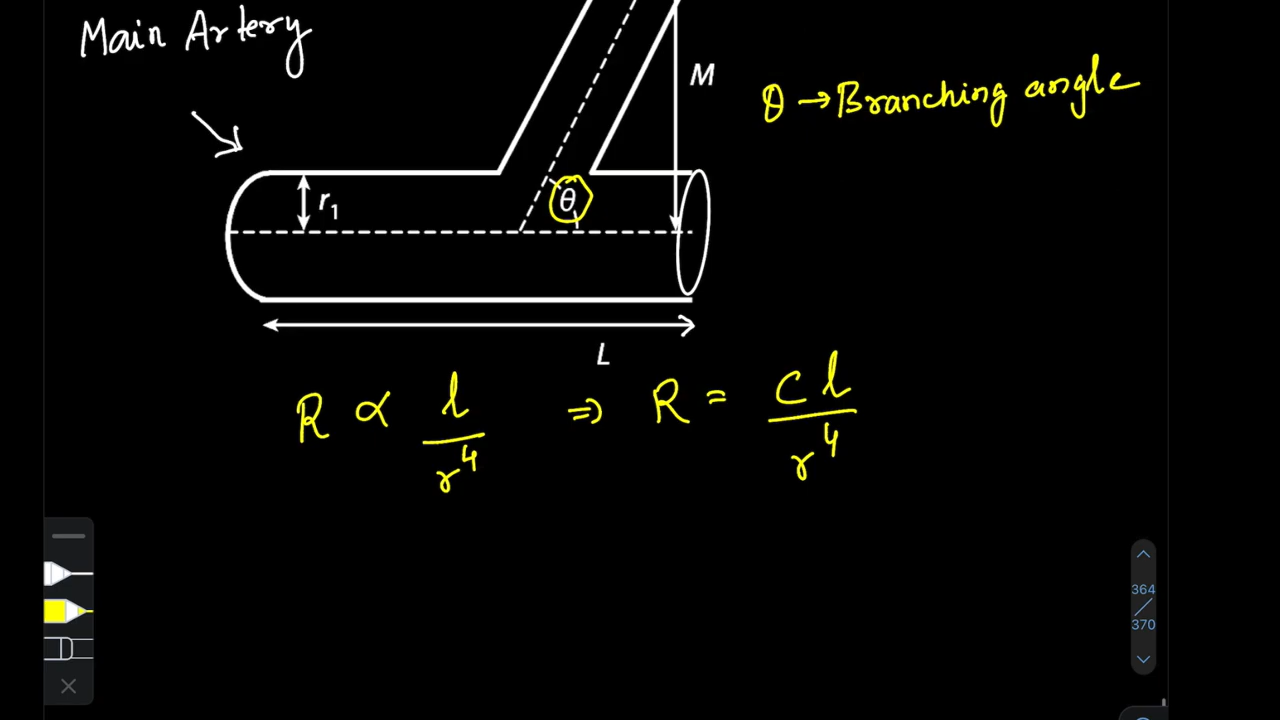 Main Artery
M
θ → Branching angle
θ
r₁
L
R ∝ l/r⁴ ⇒ R = Cl/r⁴
364
370